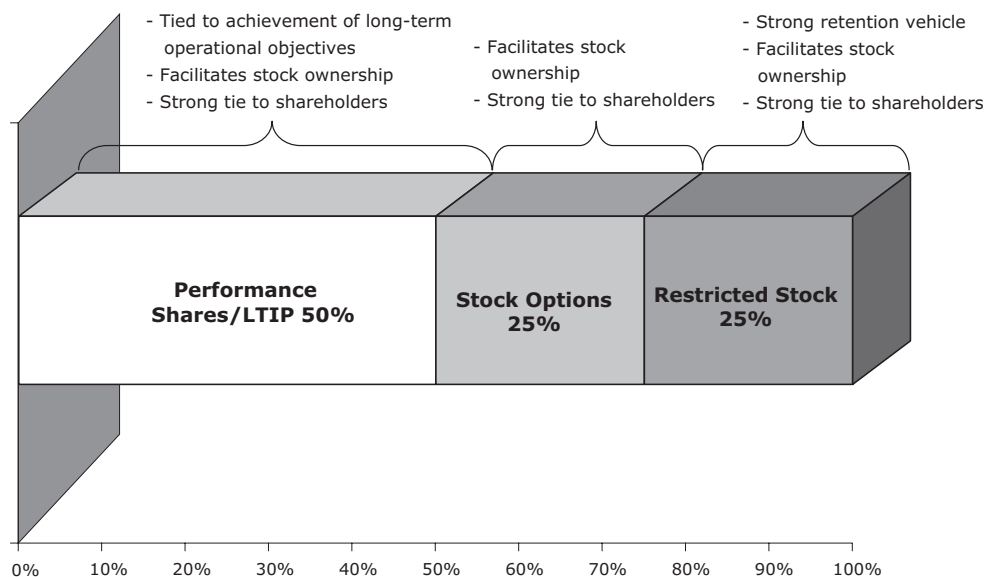 - Tied to achievement of long-term
operational objectives
- Facilitates stock ownership
- Strong tie to shareholders
- Facilitates stock
ownership
- Strong tie to shareholders
- Strong retention vehicle
- Facilitates stock
ownership
- Strong tie to shareholders
Performance
Shares/LTIP 50%
Stock Options
25%
Restricted Stock
25%
0% 10% 20% 30% 40% 50% 60% 70% 80% 90% 100%